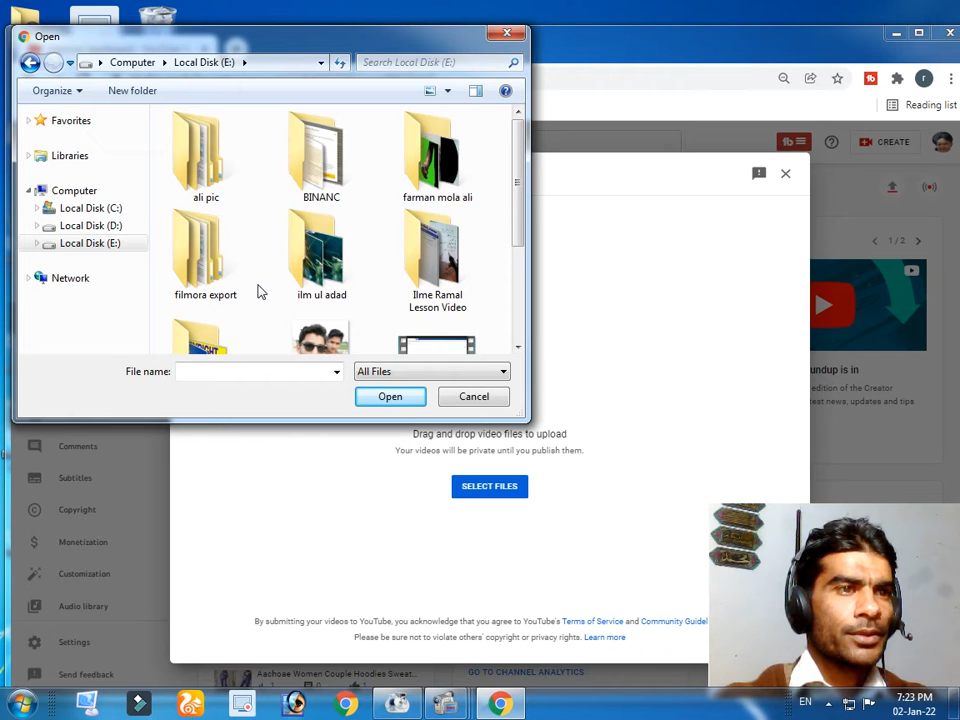 Open
Computer
Local Disk (E:)
Search Local Disk (E:)
Organize
New folder
Favorites
Libraries
Computer
Local Disk (C:)
Local Disk (D:)
Local Disk (E:)
Network
ali pic
BINANC
farman mola ali
filmora export
ilm ul adad
Ilme Ramal
Lesson Video
File name:
All Files
Open
Cancel
Reading list
CREATE
1 / 2
Drag and drop video files to upload
Your videos will be private until you publish them.
SELECT FILES
undup is in
edition of the Creator
test news, updates and tips
Comments
Subtitles
Copyright
Monetization
Customization
Audio library
Settings
Send feedback
By submitting your videos to YouTube, you acknowledge that you agree to YouTube's Terms of Service and Community Guidel
Please be sure not to violate others' copyright or privacy rights. Learn more
Aachose Women Couple Hoodies Sweat...
GO TO CHANNEL ANALYTICS
EN
7:23 PM
02-Jan-22